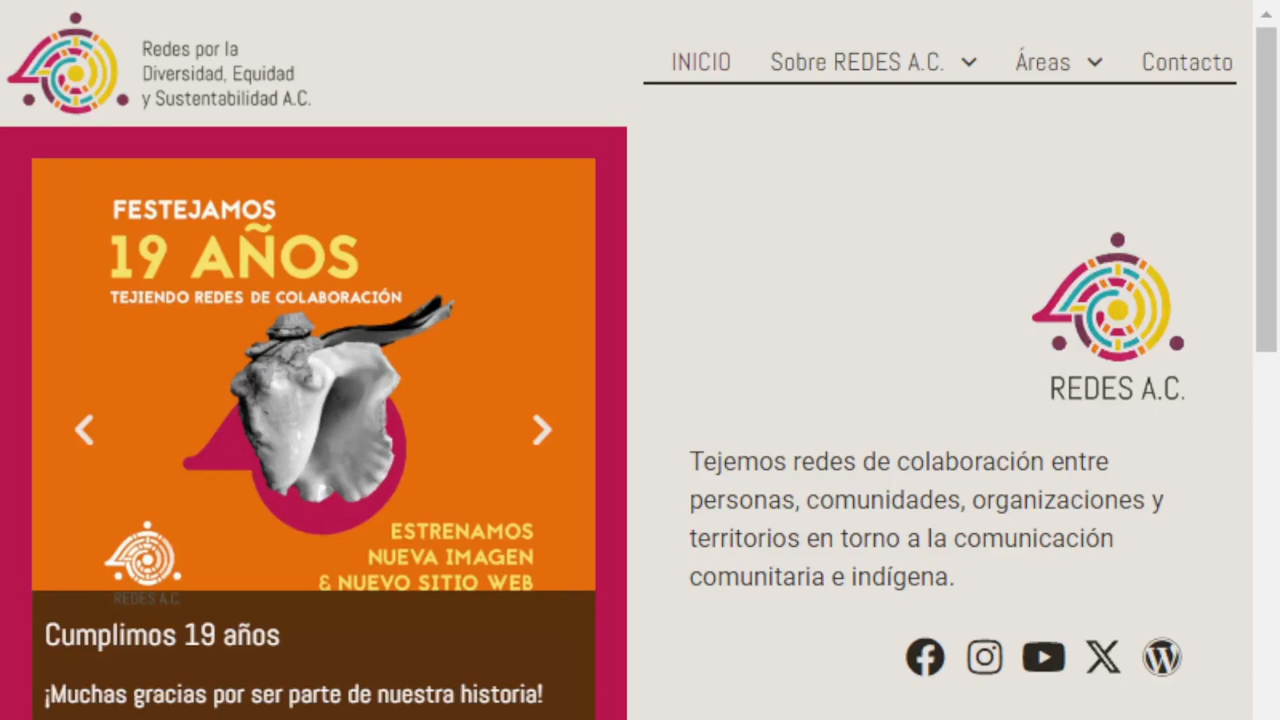 Redes por la
Diversidad, Equidad
y Sustentabilidad A.C.
INICIO
Sobre REDES A.C.
Áreas
Contacto
FESTEJAMOS
19 AÑOS
TEJIENDO REDES DE COLABORACIÓN
ESTRENAMOS
NUEVA IMAGEN
& NUEVO SITIO WEB
REDES A.C.
Cumplimos 19 años
¡Muchas gracias por ser parte de nuestra historia!
REDES A.C.
Tejemos redes de colaboración entre
personas, comunidades, organizaciones y
territorios en torno a la comunicación
comunitaria e indígena.